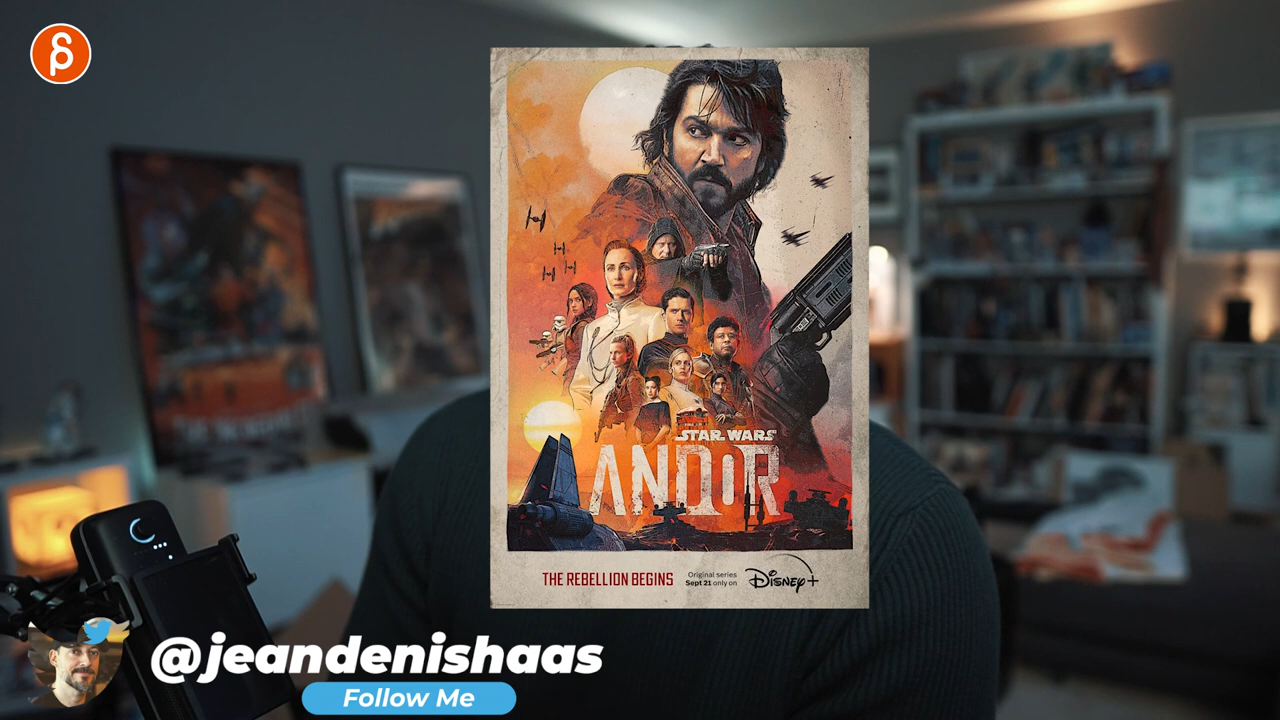 STAR WARS
ANDOR
THE REBELLION BEGINS
Original series
Sept 21 only on
Disney+
@jeandenishaas
Follow Me